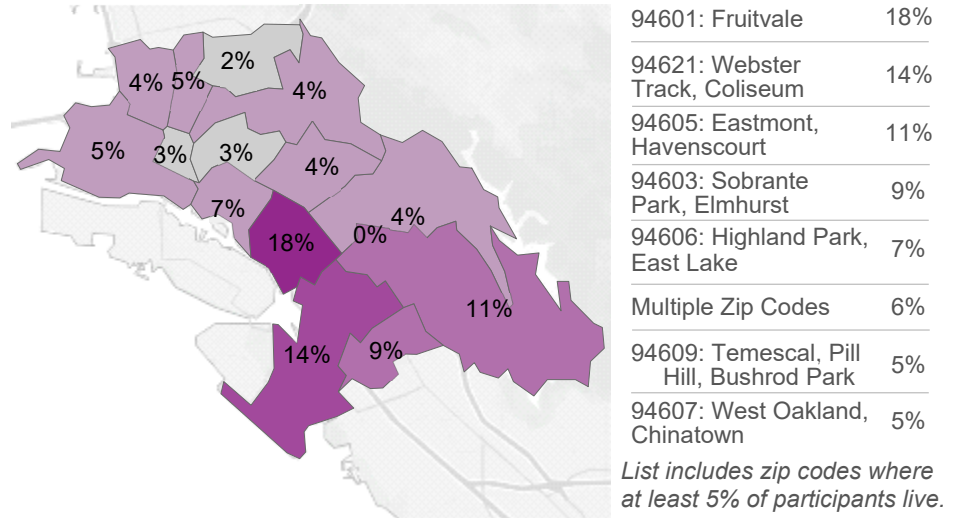 2%
4%
5%
4%
5%
3%
3%
4%
7%
4%
0%
18%
11%
14%
9%
94601: Fruitvale 18%
94621: Webster
Track, Coliseum 14%
94605: Eastmont,
Havenscourt 11%
94603: Sobrante
Park, Elmhurst 9%
94606: Highland Park,
East Lake 7%
Multiple Zip Codes 6%
94609: Temescal, Pill
Hill, Bushrod Park 5%
94607: West Oakland,
Chinatown 5%
List includes zip codes where
at least 5% of participants live.